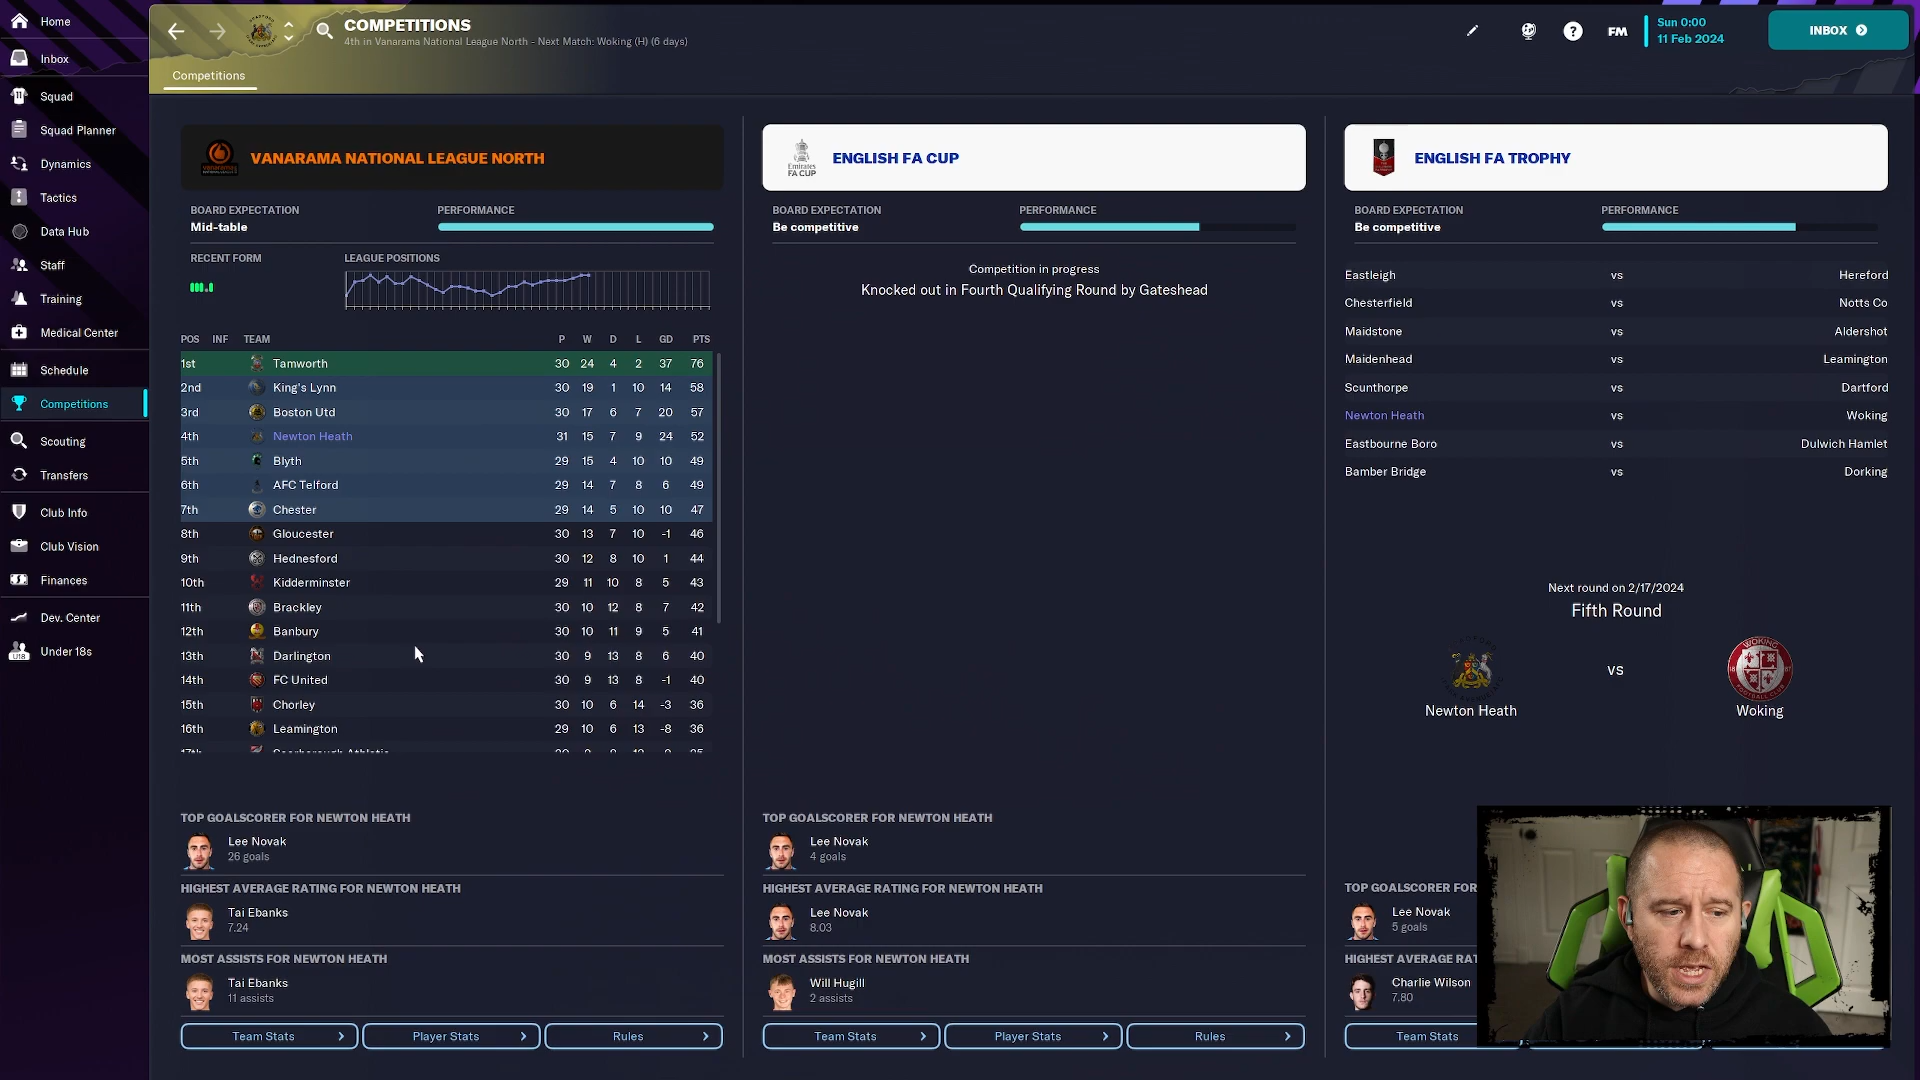 Home
Inbox
Squad
Squad Planner
Dynamics
Tactics
Data Hub
Staff
Training
Medical Center
Schedule
Competitions
Scouting
Transfers
Club Info
Club Vision
Finances
Dev. Center
Under 18s
COMPETITIONS
4th in Vanarama National League North - Next Match: Woking (H) (6 days)
FM
Sun 0:00
11 Feb 2024
INBOX
Competitions
VANARAMA NATIONAL LEAGUE NORTH
BOARD EXPECTATION PERFORMANCE
Mid-table
RECENT FORM LEAGUE POSITIONS
POS INF TEAM P W D L GD PTS
1st Tamworth 30 24 4 2 37 76
2nd King's Lynn 30 19 1 10 14 58
3rd Boston Utd 30 17 6 7 20 57
4th Newton Heath 31 15 7 9 24 52
5th Blyth 29 15 4 10 10 49
6th AFC Telford 29 14 7 8 6 49
7th Chester 29 14 5 10 10 47
8th Gloucester 30 13 7 10 -1 46
9th Hednesford 30 12 8 10 1 44
10th Kidderminster 29 11 10 8 5 43
11th Brackley 30 10 12 8 7 42
12th Banbury 30 10 11 9 5 41
13th Darlington 30 9 13 8 6 40
14th FC United 30 9 13 8 -1 40
15th Chorley 30 10 6 14 -3 36
16th Leamington 29 10 6 13 -8 36
TOP GOALSCORER FOR NEWTON HEATH
Lee Novak
26 goals
HIGHEST AVERAGE RATING FOR NEWTON HEATH
Tai Ebanks
7.24
MOST ASSISTS FOR NEWTON HEATH
Tai Ebanks
11 assists
Team Stats Player Stats Rules
Emirates
FA CUP
ENGLISH FA CUP
BOARD EXPECTATION PERFORMANCE
Be competitive
Competition in progress
Knocked out in Fourth Qualifying Round by Gateshead
TOP GOALSCORER FOR NEWTON HEATH
Lee Novak
4 goals
HIGHEST AVERAGE RATING FOR NEWTON HEATH
Lee Novak
8.03
MOST ASSISTS FOR NEWTON HEATH
Will Hugill
2 assists
Team Stats Player Stats Rules
ENGLISH FA TROPHY
BOARD EXPECTATION PERFORMANCE
Be competitive
Eastleigh vs Hereford
Chesterfield vs Notts Co
Maidstone vs Aldershot
Maidenhead vs Leamington
Scunthorpe vs Dartford
Newton Heath vs Woking
Eastbourne Boro vs Dulwich Hamlet
Bamber Bridge vs Dorking
Next round on 2/17/2024
Fifth Round
VS
Newton Heath Woking
TOP GOALSCORER FOR
Lee Novak
5 goals
HIGHEST AVERAGE RAT
Charlie Wilson
7.80
Team Stats